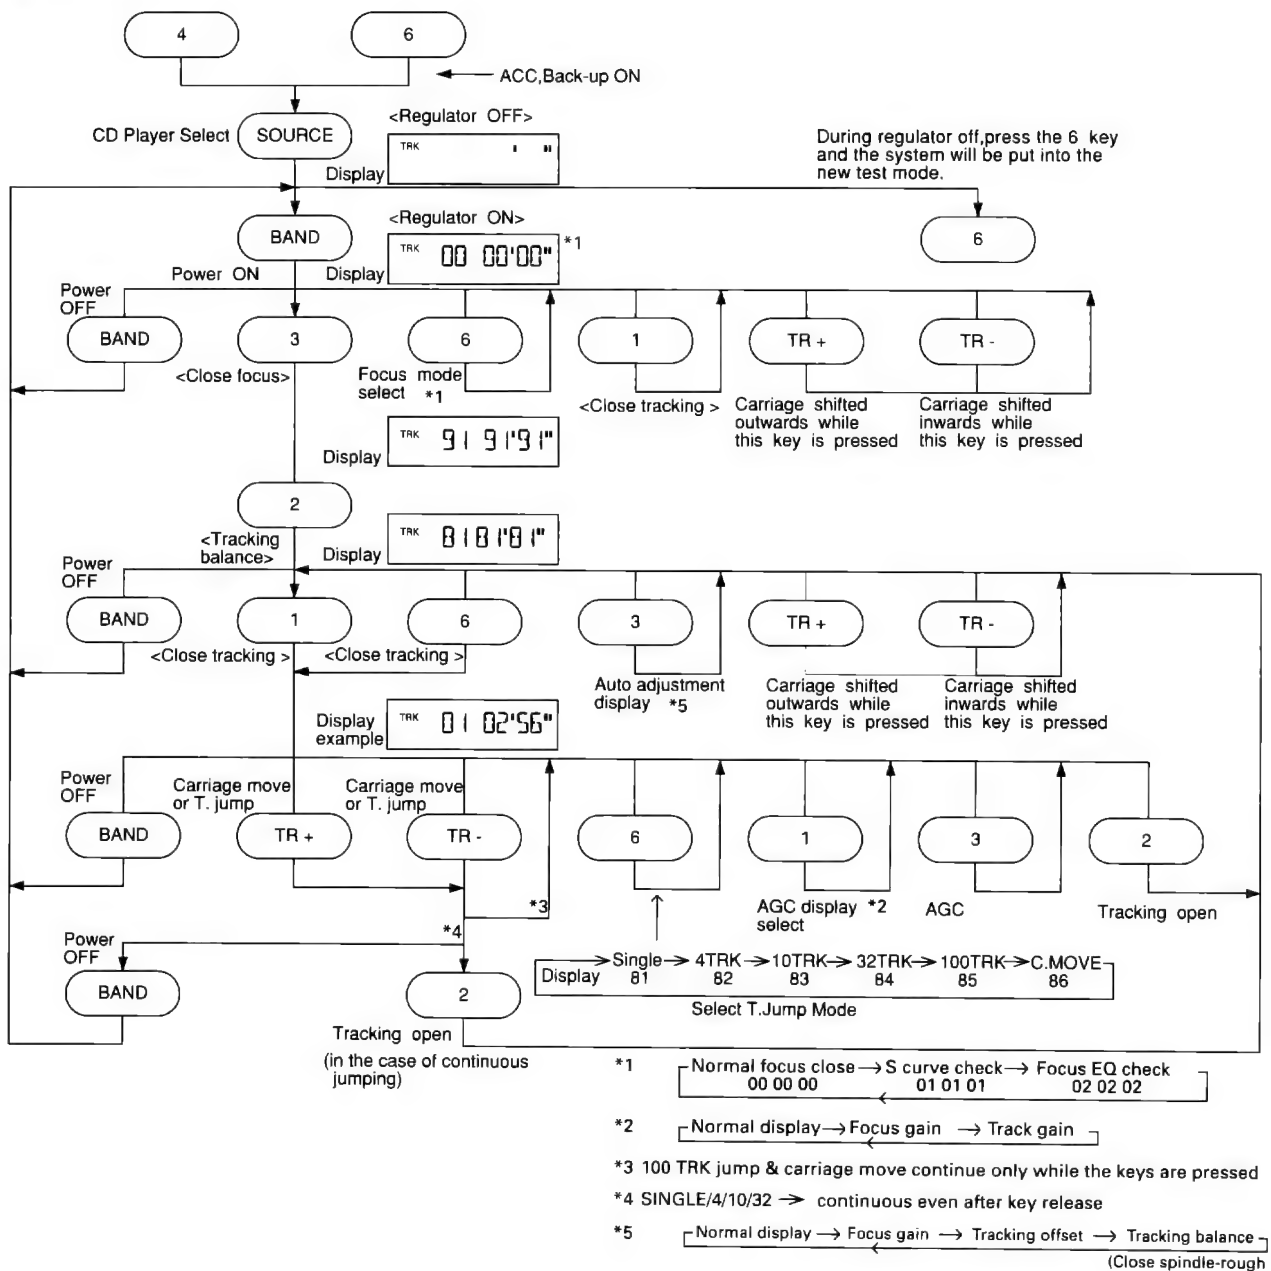 4
6
ACC,Back-up ON
CD Player Select
SOURCE
<Regulator OFF>
TRK ' "
Display
During regulator off,press the 6 key
and the system will be put into the
new test mode.
BAND
<Regulator ON>
TRK 00 00'00" *1
Display
6
Power ON
Power
OFF
BAND
3
6
1
TR +
TR -
<Close focus>
Focus mode
select *1
<Close tracking >
Carriage shifted
outwards while
this key is pressed
Carriage shifted
inwards while
this key is pressed
Display
TRK 91 91'91"
2
<Tracking
balance>
Display
TRK 81 81'81"
Power
OFF
BAND
1
6
3
TR +
TR -
<Close tracking >
<Close tracking >
Auto adjustment
display *5
Carriage shifted
outwards while
this key is pressed
Carriage shifted
inwards while
this key is pressed
Display
example
TRK 01 02'56"
Power
OFF
Carriage move
or T. jump
Carriage move
or T. jump
BAND
TR +
TR -
6
1
3
2
*3
AGC display *2
select
AGC
Tracking open
*4
Power
OFF
BAND
2
Display
Single → 4TRK → 10TRK → 32TRK → 100TRK → C.MOVE
81 82 83 84 85 86
Select T.Jump Mode
Tracking open
(in the case of continuous
jumping)
*1 Normal focus close → S curve check → Focus EQ check
00 00 00 01 01 01 02 02 02
*2 Normal display → Focus gain → Track gain
*3 100 TRK jump & carriage move continue only while the keys are pressed
*4 SINGLE/4/10/32 → continuous even after key release
*5 Normal display → Focus gain → Tracking offset → Tracking balance
(Close spindle-rough